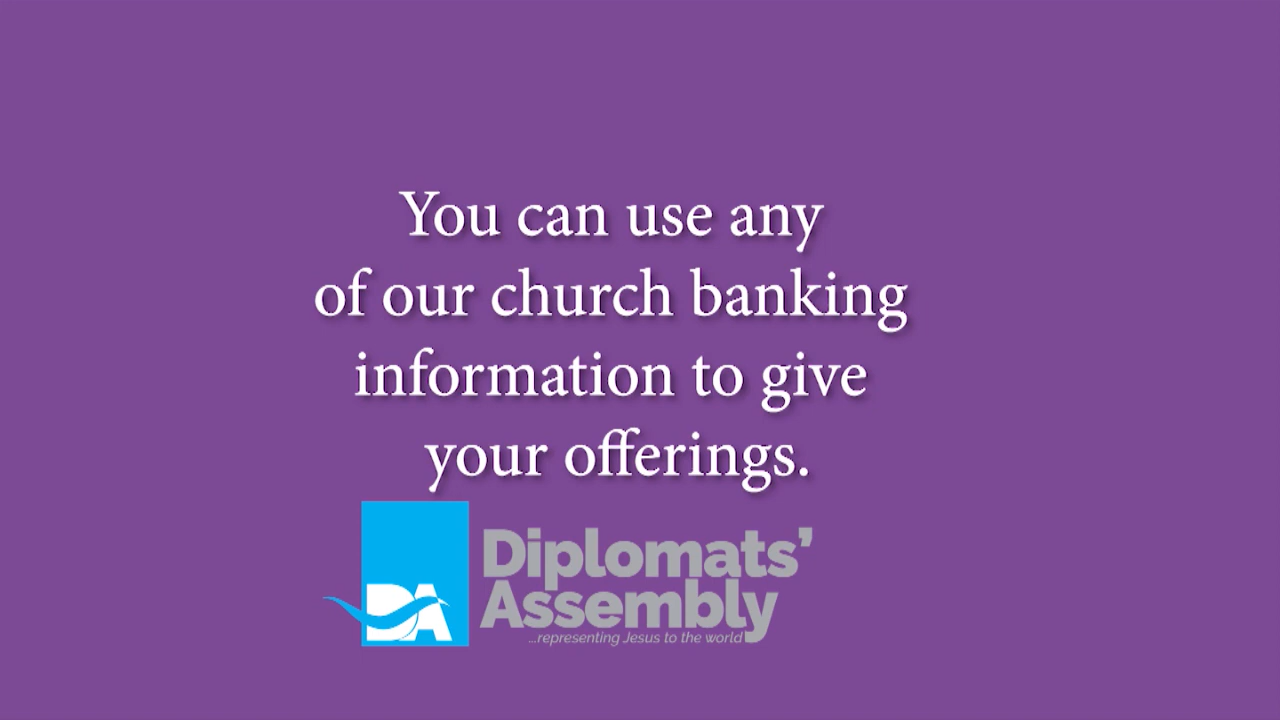 You can use any
of our church banking
information to give
your offerings.
DA
Diplomats’
Assembly
...representing Jesus to the world